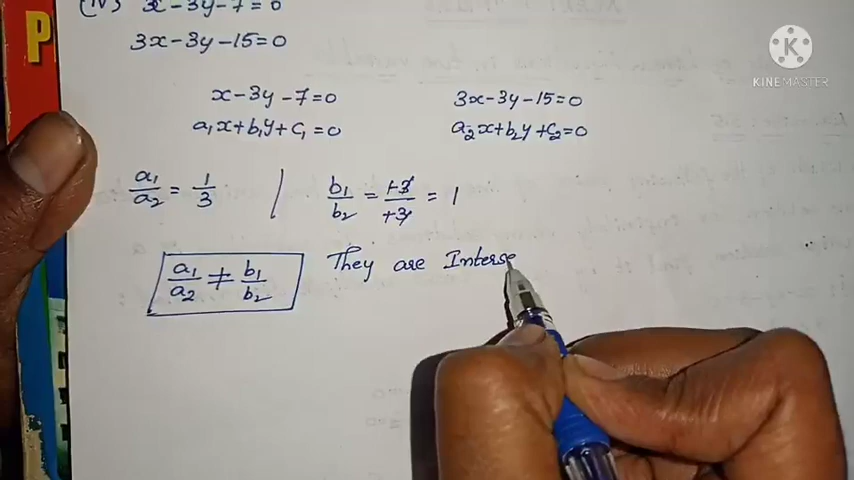 (iv) x-3y-7=0
3x-3y-15=0
x-3y-7=0
3x-3y-15=0
a₁x+b₁y+c₁=0
a₂x+b₂y+c₂=0
a₁/a₂ = 1/3
b₁/b₂ = +3/+3 = 1
a₁/a₂ ≠ b₁/b₂ They are Interse
P
K
KINEMASTER